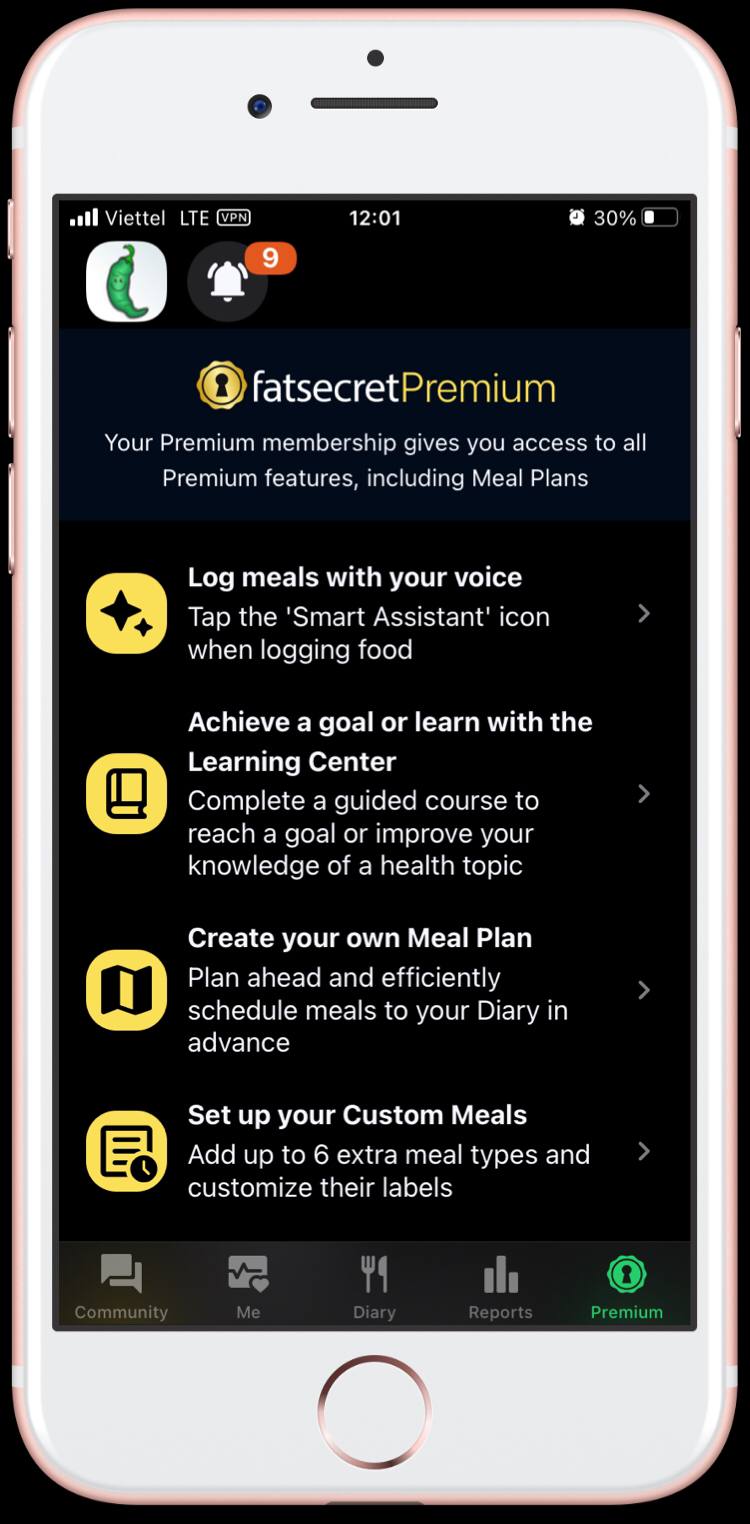 Viettel LTE VPN 12:01 30%
9
fatsecretPremium
Your Premium membership gives you access to all
Premium features, including Meal Plans
Log meals with your voice
Tap the 'Smart Assistant' icon
when logging food
Achieve a goal or learn with the
Learning Center
Complete a guided course to
reach a goal or improve your
knowledge of a health topic
Create your own Meal Plan
Plan ahead and efficiently
schedule meals to your Diary in
advance
Set up your Custom Meals
Add up to 6 extra meal types and
customize their labels
Community Me Diary Reports Premium